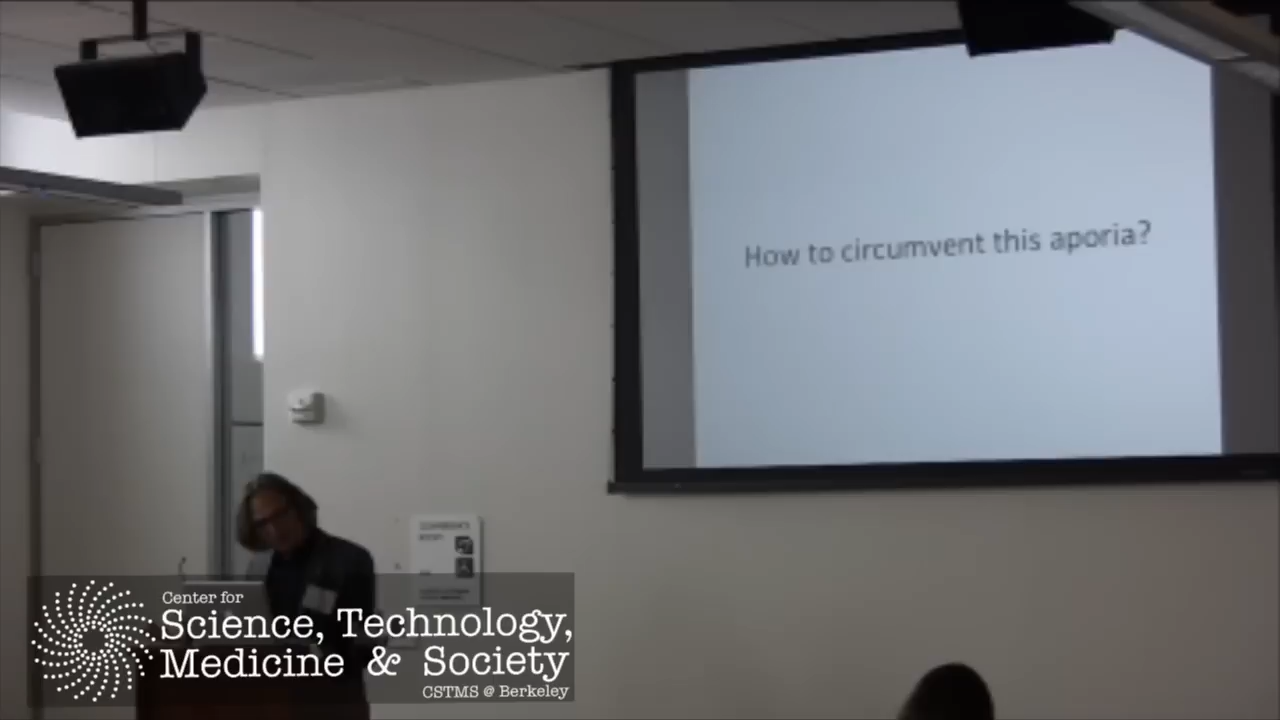 How to circumvent this aporia?
Center for
Science, Technology,
Medicine & Society
CSTMS @ Berkeley